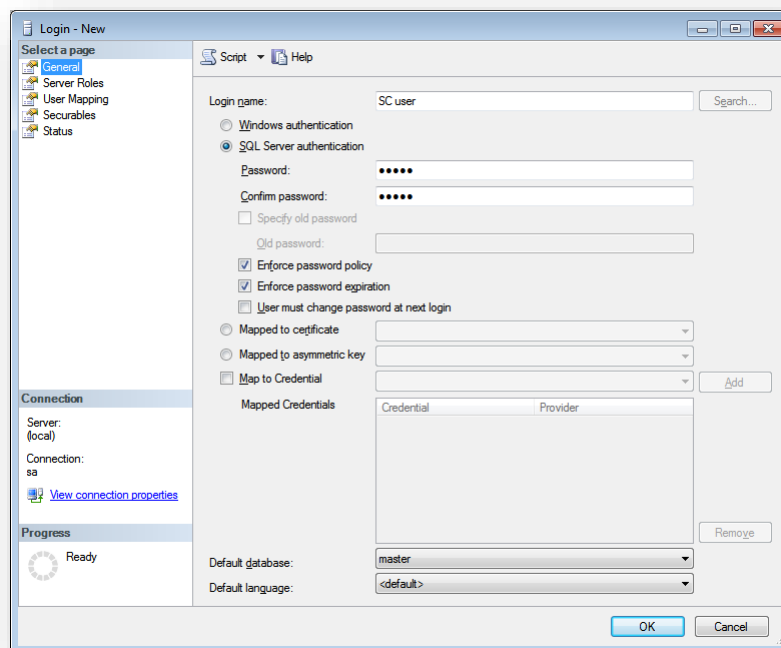 Login - New
Select a page
General
Server Roles
User Mapping
Securables
Status
Script
Help
Login name:
SC user
Search...
Windows authentication
SQL Server authentication
Password:
•••••
Confirm password:
•••••
Specify old password
Old password:
Enforce password policy
Enforce password expiration
User must change password at next login
Mapped to certificate
Mapped to asymmetric key
Map to Credential
Add
Mapped Credentials
Credential Provider
Remove
Default database:
master
Default language:
<default>
Connection
Server:
(local)
Connection:
sa
View connection properties
Progress
Ready
OK
Cancel